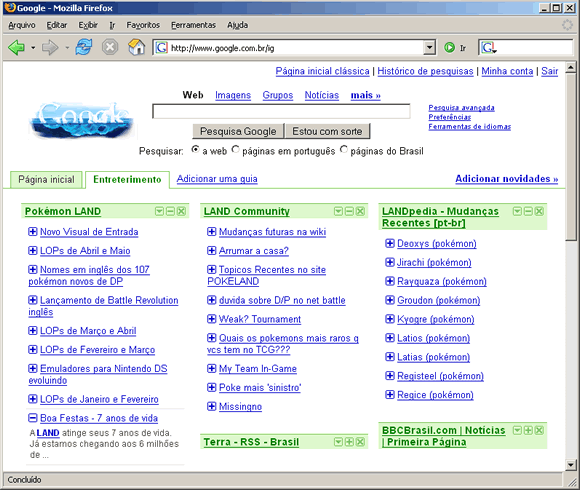 Google - Mozilla Firefox
Arquivo Editar Exibir Ir Favoritos Ferramentas Ajuda
http://www.google.com.br/ig Ir
Página inicial clássica | Histórico de pesquisas | Minha conta | Sair
Google
Web Imagens Grupos Notícias mais »
Pesquisa avançada
Preferências
Ferramentas de idiomas
Pesquisa Google Estou com sorte
Pesquisar: a web páginas em português páginas do Brasil
Página inicial Entreterimento Adicionar uma guia Adicionar novidades »
Pokémon LAND
Novo Visual de Entrada
LOPs de Abril e Maio
Nomes em inglês dos 107
pokémon novos de DP
Lançamento de Battle Revolution
inglês
LOPs de Março e Abril
LOPs de Fevereiro e Março
Emuladores para Nintendo DS
evoluindo
LOPs de Janeiro e Fevereiro
Boa Festas - 7 anos de vida
A LAND atinge seus 7 anos de vida.
Já estamos chegando aos 6 milhões
de ...
LAND Community
Mudanças futuras na wiki
Arrumar a casa?
Topicos Recentes no site
POKELAND
duvida sobre D/P no net battle
Weak? Tournament
Quais os pokemons mais raros q
vcs tem no TCG???
My Team In-Game
Poke mais 'sinistro'
Missingno
Terra - RSS - Brasil
LANDpedia - Mudanças
Recentes [pt-br]
Deoxys (pokémon)
Jirachi (pokémon)
Rayquaza (pokémon)
Groudon (pokémon)
Kyogre (pokémon)
Latios (pokémon)
Latias (pokémon)
Registeel (pokémon)
Regice (pokémon)
BBCBrasil.com | Notícias
| Primeira Página
Concluído